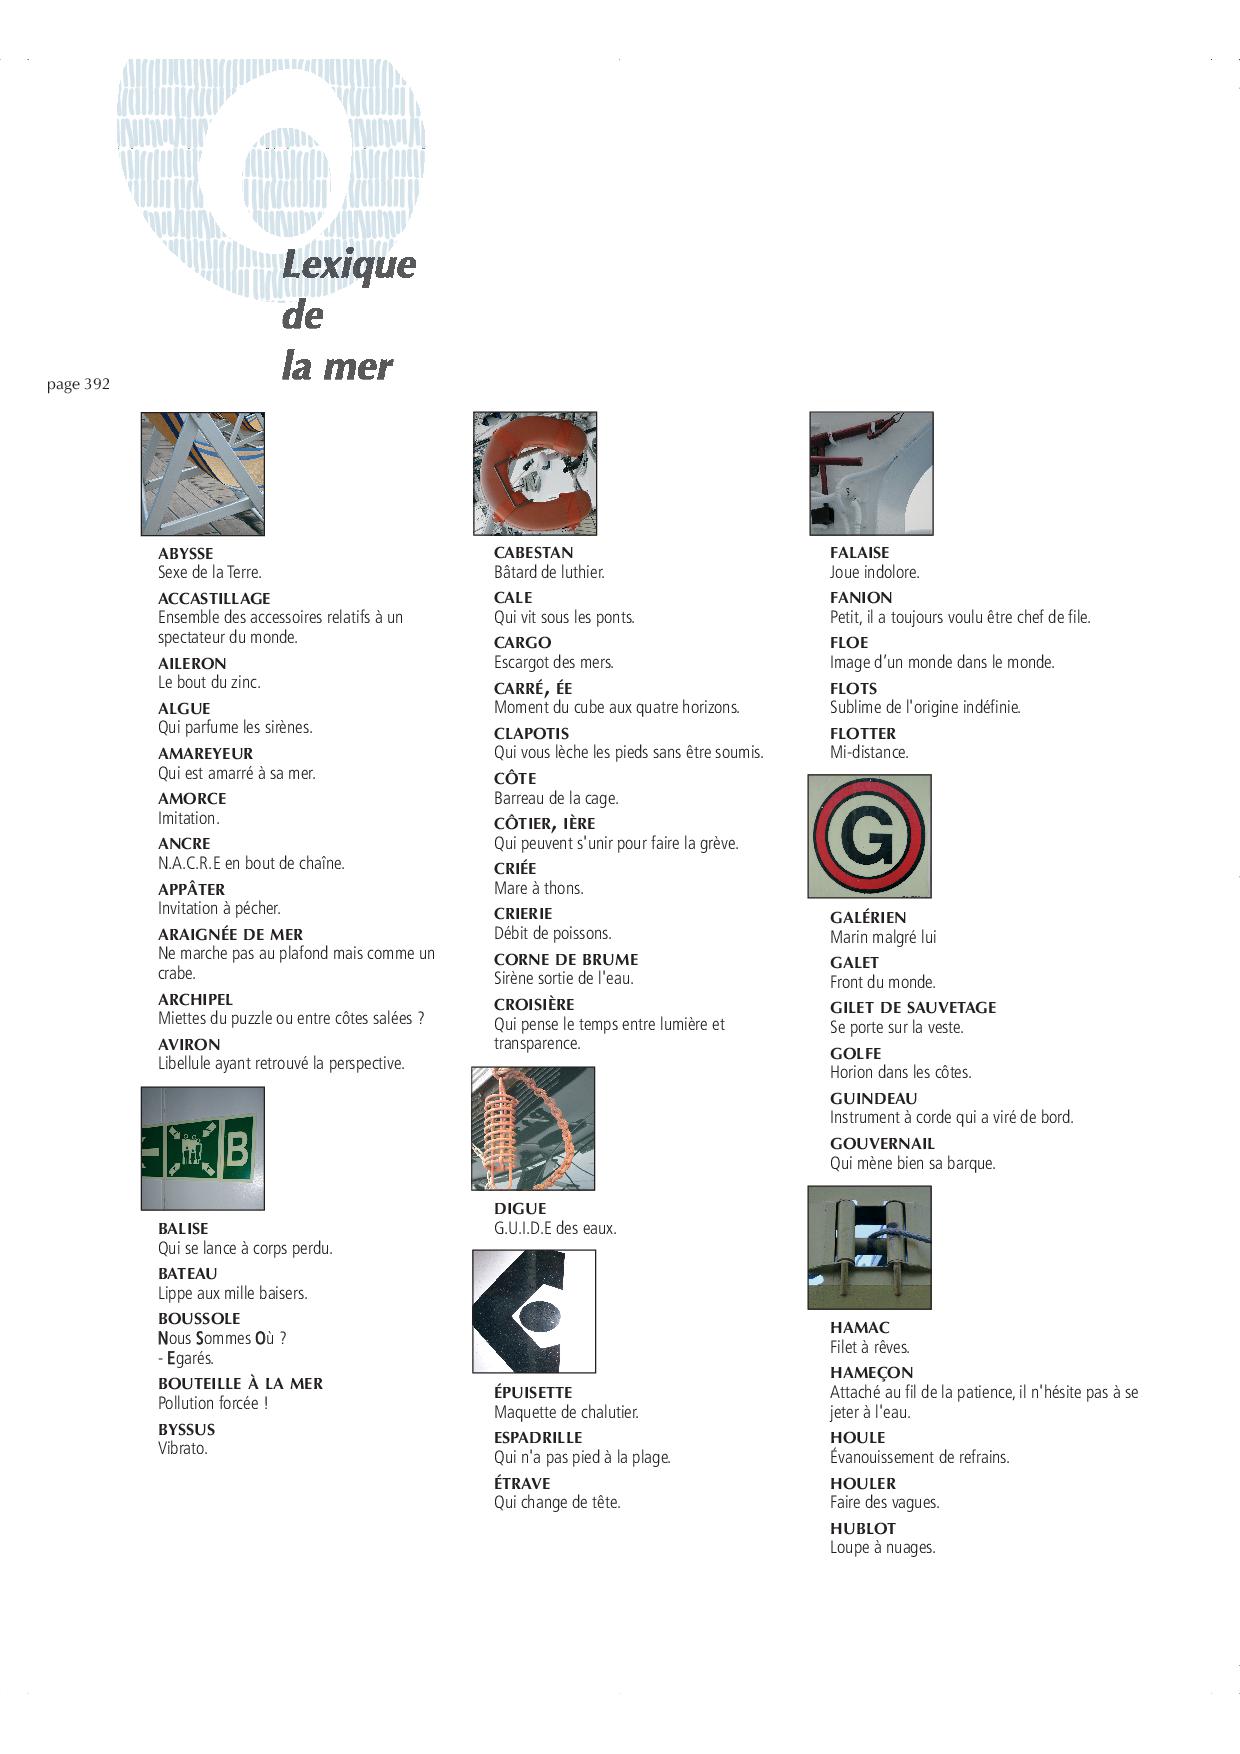 Lexique
de
la mer
page 392
ABYSSE
Sexe de la Terre.
ACCASTILLAGE
Ensemble des accessoires relatifs à un
spectateur du monde.
AILERON
Le bout du zinc.
ALGUE
Qui parfume les sirènes.
AMAREYEUR
Qui est amarré à sa mer.
AMORCE
Imitation.
ANCRE
N.A.C.R.E en bout de chaîne.
APPÂTER
Invitation à pécher.
ARAIGNÉE DE MER
Ne marche pas au plafond mais comme un
crabe.
ARCHIPEL
Miettes du puzzle ou entre côtes salées ?
AVIRON
Libellule ayant retrouvé la perspective.
B
BALISE
Qui se lance à corps perdu.
BATEAU
Lippe aux mille baisers.
BOUSSOLE
Nous Sommes Où ?
- Egarés.
BOUTEILLE À LA MER
Pollution forcée !
BYSSUS
Vibrato.
CABESTAN
Bâtard de luthier.
CALE
Qui vit sous les ponts.
CARGO
Escargot des mers.
CARRÉ, ÉE
Moment du cube aux quatre horizons.
CLAPOTIS
Qui vous lèche les pieds sans être soumis.
CÔTE
Barreau de la cage.
CÔTIER, IÈRE
Qui peuvent s'unir pour faire la grève.
CRIÉE
Mare à thons.
CRIERIE
Débit de poissons.
CORNE DE BRUME
Sirène sortie de l'eau.
CROISIÈRE
Qui pense le temps entre lumière et
transparence.
DIGUE
G.U.I.D.E des eaux.
ÉPUISETTE
Maquette de chalutier.
ESPADRILLE
Qui n'a pas pied à la plage.
ÉTRAVE
Qui change de tête.
FALAISE
Joue indolore.
FANION
Petit, il a toujours voulu être chef de file.
FLOE
Image d’un monde dans le monde.
FLOTS
Sublime de l'origine indéfinie.
FLOTTER
Mi-distance.
G
GALÉRIEN
Marin malgré lui
GALET
Front du monde.
GILET DE SAUVETAGE
Se porte sur la veste.
GOLFE
Horion dans les côtes.
GUINDEAU
Instrument à corde qui a viré de bord.
GOUVERNAIL
Qui mène bien sa barque.
HAMAC
Filet à rêves.
HAMEÇON
Attaché au fil de la patience, il n'hésite pas à se
jeter à l'eau.
HOULE
Évanouissement de refrains.
HOULER
Faire des vagues.
HUBLOT
Loupe à nuages.